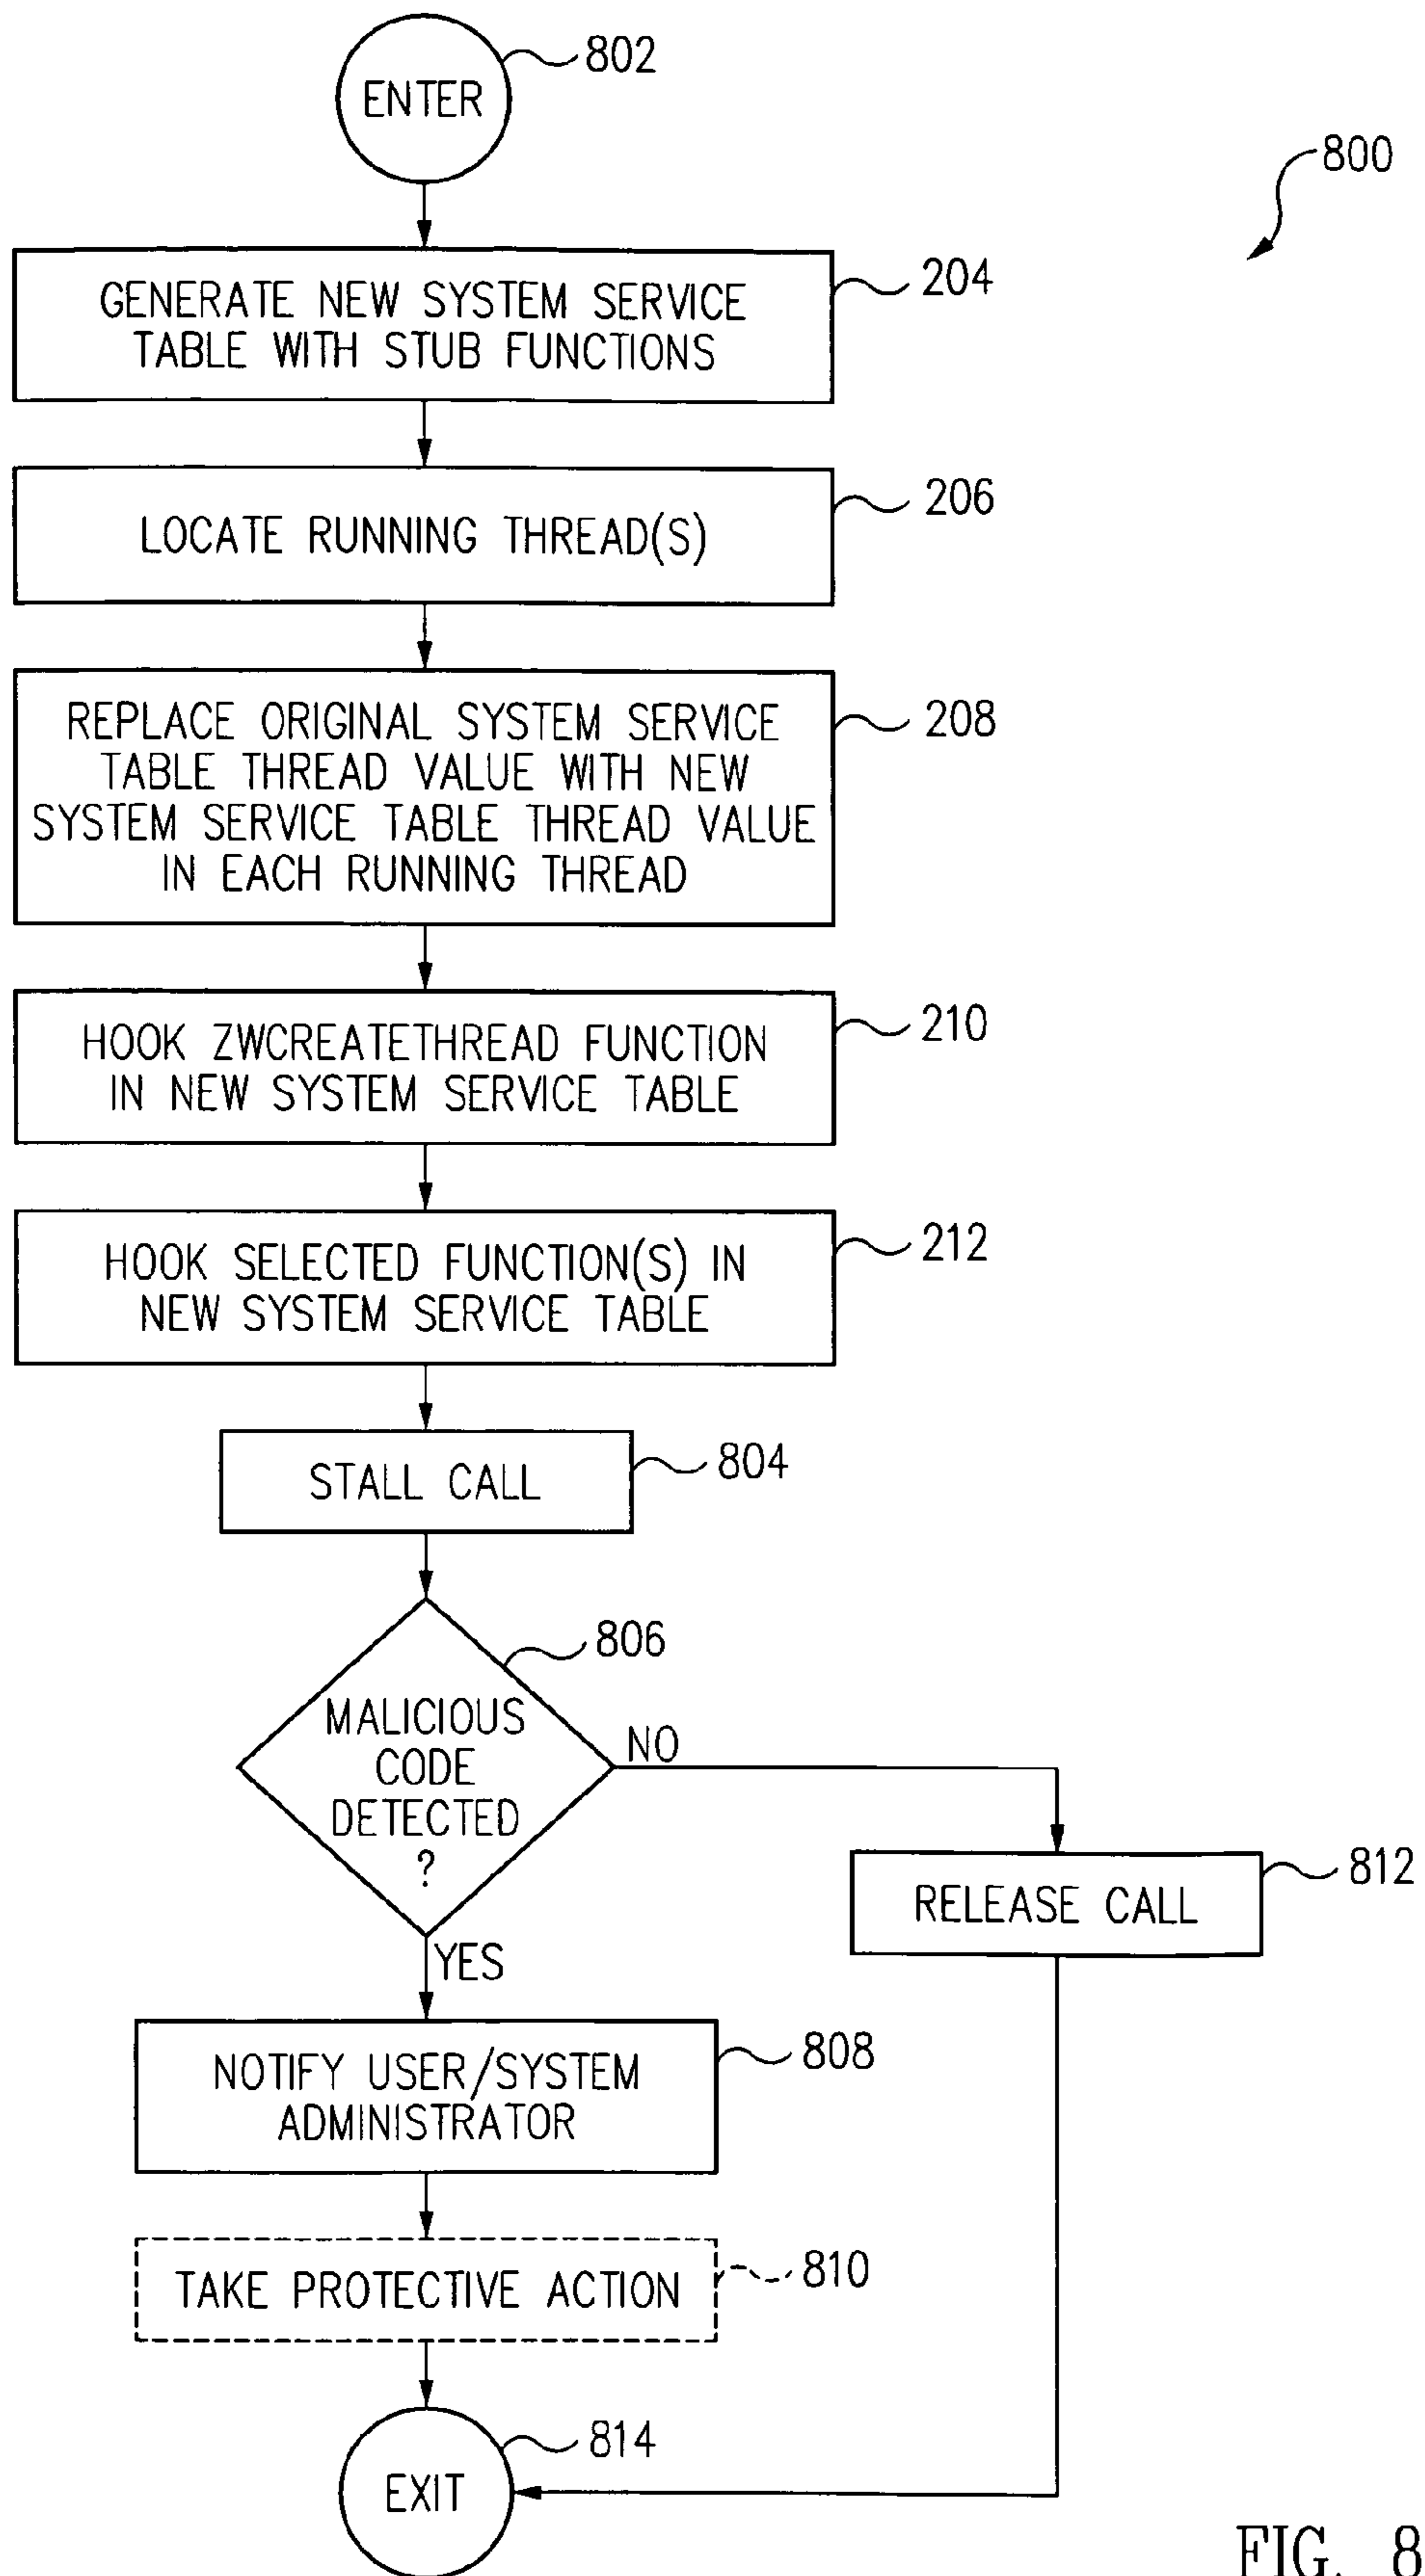 802
ENTER
800
204
GENERATE NEW SYSTEM SERVICE
TABLE WITH STUB FUNCTIONS
206
LOCATE RUNNING THREAD(S)
208
REPLACE ORIGINAL SYSTEM SERVICE
TABLE THREAD VALUE WITH NEW
SYSTEM SERVICE TABLE THREAD VALUE
IN EACH RUNNING THREAD
210
HOOK ZWCREATETHREAD FUNCTION
IN NEW SYSTEM SERVICE TABLE
212
HOOK SELECTED FUNCTION(S) IN
NEW SYSTEM SERVICE TABLE
804
STALL CALL
806
MALICIOUS
CODE
DETECTED
?
NO
812
RELEASE CALL
YES
808
NOTIFY USER/SYSTEM
ADMINISTRATOR
810
TAKE PROTECTIVE ACTION
814
EXIT
FIG. 8